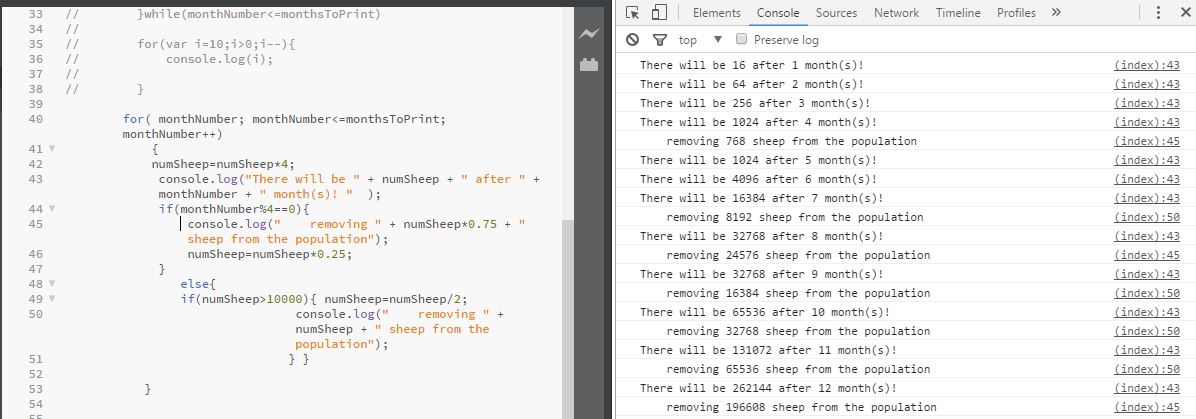 33 //        }while(monthNumber<=monthsToPrint)
34 //
35 //        for(var i=10;i>0;i--){
36 //            console.log(i);
37 //
38 //        }
39
40 for( monthNumber; monthNumber<=monthsToPrint;
monthNumber++)
41 {
42 numSheep=numSheep*4;
43 console.log("There will be " + numSheep + " after " +
monthNumber + " month(s)! "  );
44 if(monthNumber%4==0){
45 console.log("    removing " + numSheep*0.75 + "
sheep from the population");
46 numSheep=numSheep*0.25;
47 }
48 else{
49 if(numSheep>10000){ numSheep=numSheep/2;
50 console.log("    removing " +
numSheep + " sheep from the
population");
51 } }
52
53 }
54
55
Elements Console Sources Network Timeline Profiles »
top ▼ Preserve log
There will be 16 after 1 month(s)! (index):43
There will be 64 after 2 month(s)! (index):43
There will be 256 after 3 month(s)! (index):43
There will be 1024 after 4 month(s)! (index):43
removing 768 sheep from the population (index):45
There will be 1024 after 5 month(s)! (index):43
There will be 4096 after 6 month(s)! (index):43
There will be 16384 after 7 month(s)! (index):43
removing 8192 sheep from the population (index):50
There will be 32768 after 8 month(s)! (index):43
removing 24576 sheep from the population (index):45
There will be 32768 after 9 month(s)! (index):43
removing 16384 sheep from the population (index):50
There will be 65536 after 10 month(s)! (index):43
removing 32768 sheep from the population (index):50
There will be 131072 after 11 month(s)! (index):43
removing 65536 sheep from the population (index):50
There will be 262144 after 12 month(s)! (index):43
removing 196608 sheep from the population (index):45